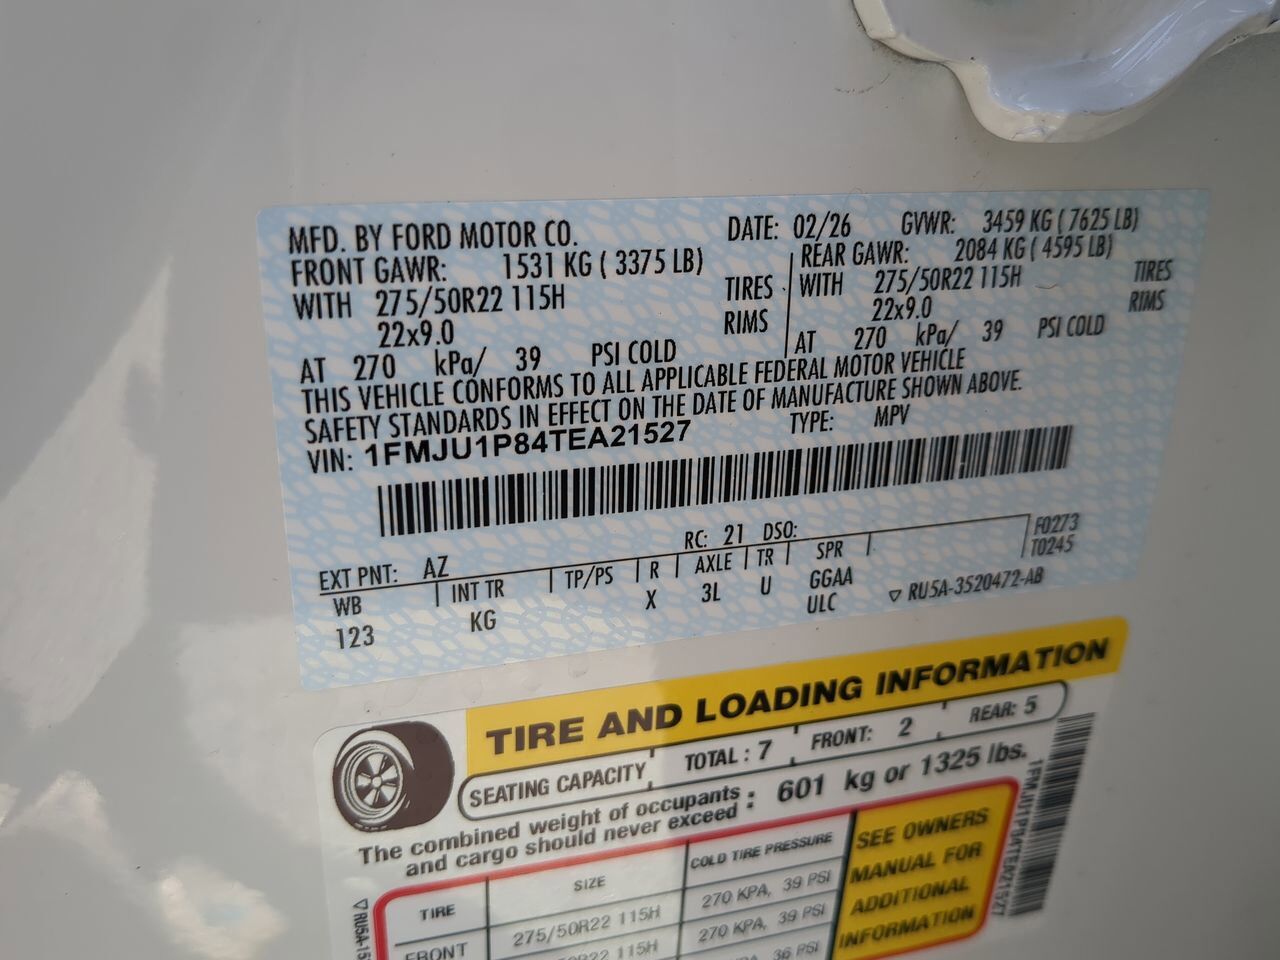 MFD. BY FORD MOTOR CO. DATE: 02/26 GVWR: 3459 KG ( 7625 LB)
FRONT GAWR: 1531 KG ( 3375 LB) REAR GAWR: 2084 KG ( 4595 LB)
WITH 275/50R22 115H TIRES WITH 275/50R22 115H TIRES
22x9.0 RIMS 22x9.0 RIMS
AT 270 kPa/ 39 PSI COLD AT 270 kPa/ 39 PSI COLD
THIS VEHICLE CONFORMS TO ALL APPLICABLE FEDERAL MOTOR VEHICLE
SAFETY STANDARDS IN EFFECT ON THE DATE OF MANUFACTURE SHOWN ABOVE.
VIN: 1FMJU1P84TEA21527 TYPE: MPV
RC: 21 DSO: F0273
EXT PNT: AZ T0245
WB INT TR TP/PS R AXLE TR SPR
123 KG X 3L U GGAA
ULC ▽ RU5A-3520472-AB
TIRE AND LOADING INFORMATION
SEATING CAPACITY TOTAL : 7 FRONT: 2 REAR: 5
The combined weight of occupants and cargo should never exceed : 601 kg or 1325 lbs.
TIRE SIZE COLD TIRE PRESSURE
FRONT 275/50R22 115H 270 KPA, 39 PSI
115H 270 KPA, 39 PSI
36 PSI
SEE OWNERS
MANUAL FOR
ADDITIONAL
INFORMATION
1FMJU1P84TEA21527